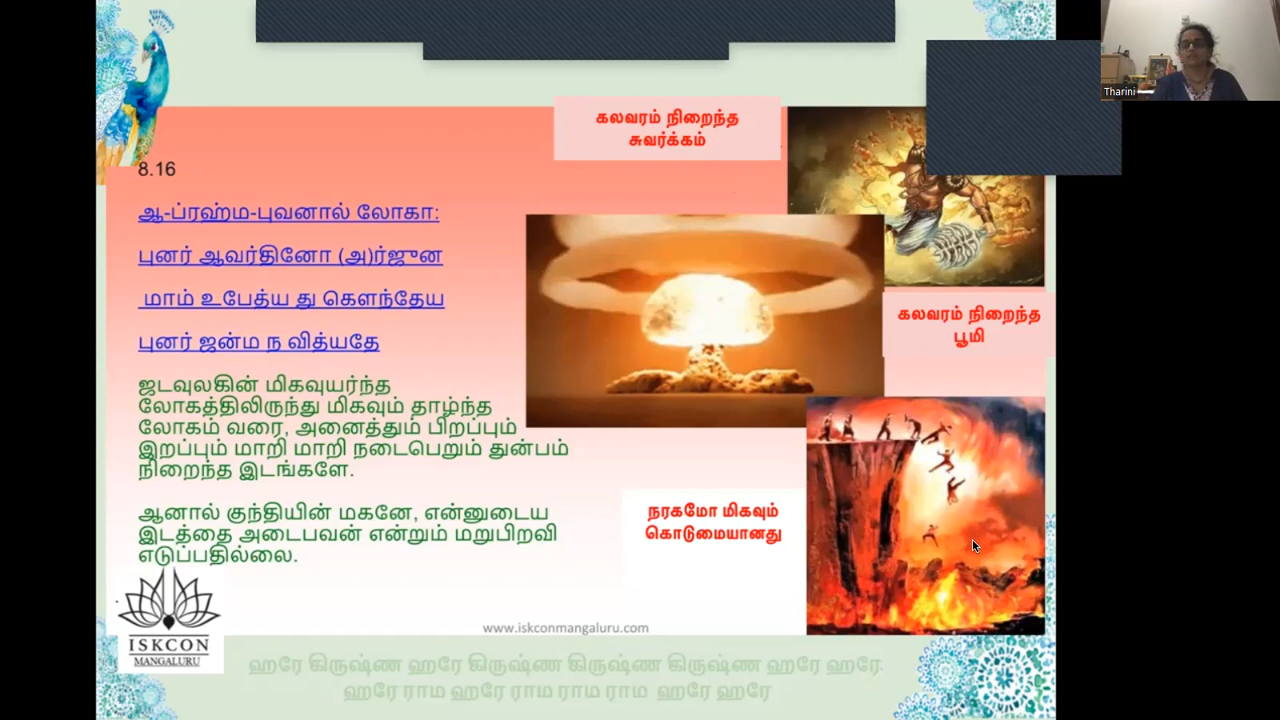 Tharini
கலவரம் நிறைந்த
சுவர்க்கம்
8.16
ஆ-ப்ரஹ்ம-புவனால் லோகா:
புனர் ஆவர்தினோ (அ)ர்ஜுன
மாம் உபேத்ய து கௌந்தேய
புனர் ஜன்ம ந வித்யதே
ஜடவுலகின் மிகவுயர்ந்த
லோகத்திலிருந்து மிகவும் தாழ்ந்த
லோகம் வரை, அனைத்தும் பிறப்பும்
இறப்பும் மாறி மாறி நடைபெறும் துன்பம்
நிறைந்த இடங்களே.
ஆனால் குந்தியின் மகனே, என்னுடைய
இடத்தை அடைபவன் என்றும் மறுபிறவி
எடுப்பதில்லை.
கலவரம் நிறைந்த
பூமி
நரகமோ மிகவும்
கொடுமையானது
ISKCON
MANGALURU
www.iskconmangaluru.com
ஹரே கிருஷ்ண ஹரே கிருஷ்ண கிருஷ்ண கிருஷ்ண ஹரே ஹரே
ஹரே ராம ஹரே ராம ராம ராம ஹரே ஹரே